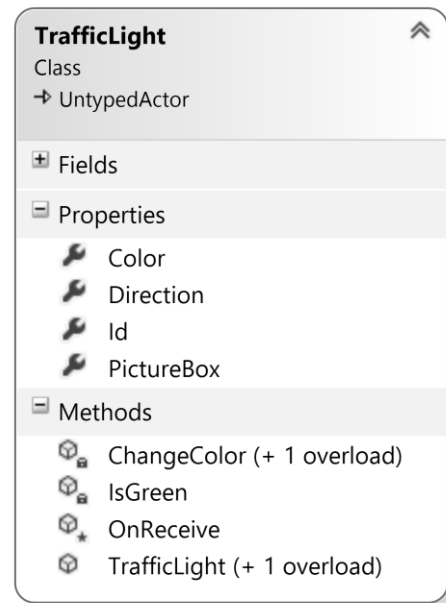 TrafficLight
Class
UntypedActor
Fields
Properties
Color
Direction
Id
PictureBox
Methods
ChangeColor (+ 1 overload)
IsGreen
OnReceive
TrafficLight (+ 1 overload)